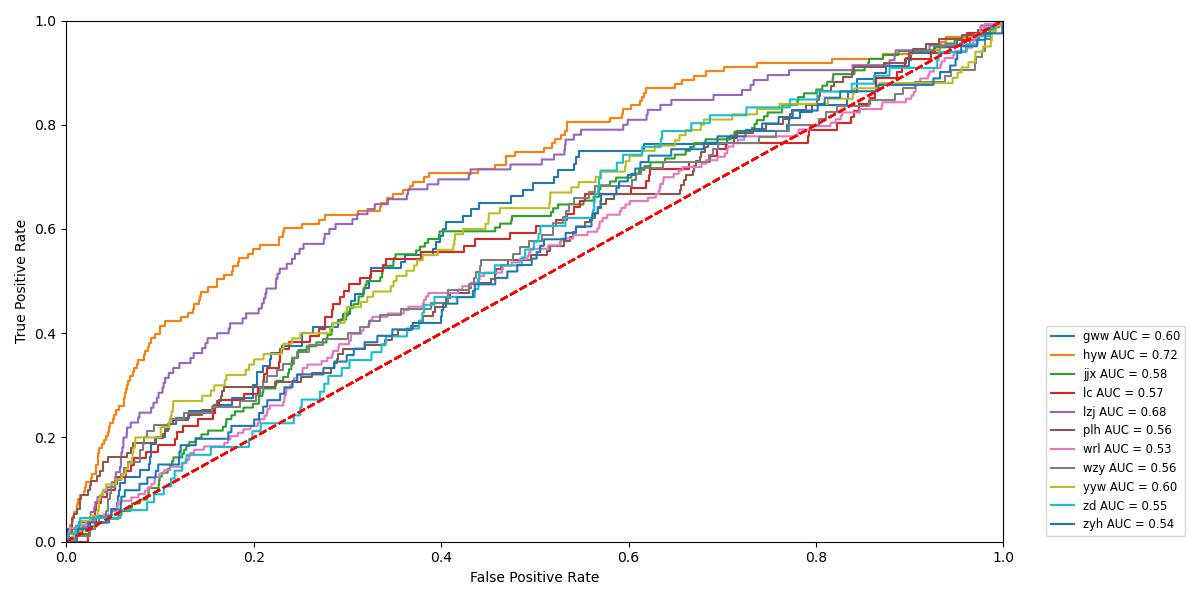 1.0
0.8
0.6
0.4
0.2
0.0
True Positive Rate
0.0 0.2 0.4 0.6 0.8 1.0
False Positive Rate
gww AUC = 0.60
hyw AUC = 0.72
jjx AUC = 0.58
lc AUC = 0.57
lzj AUC = 0.68
plh AUC = 0.56
wrl AUC = 0.53
wzy AUC = 0.56
yyw AUC = 0.60
zd AUC = 0.55
zyh AUC = 0.54